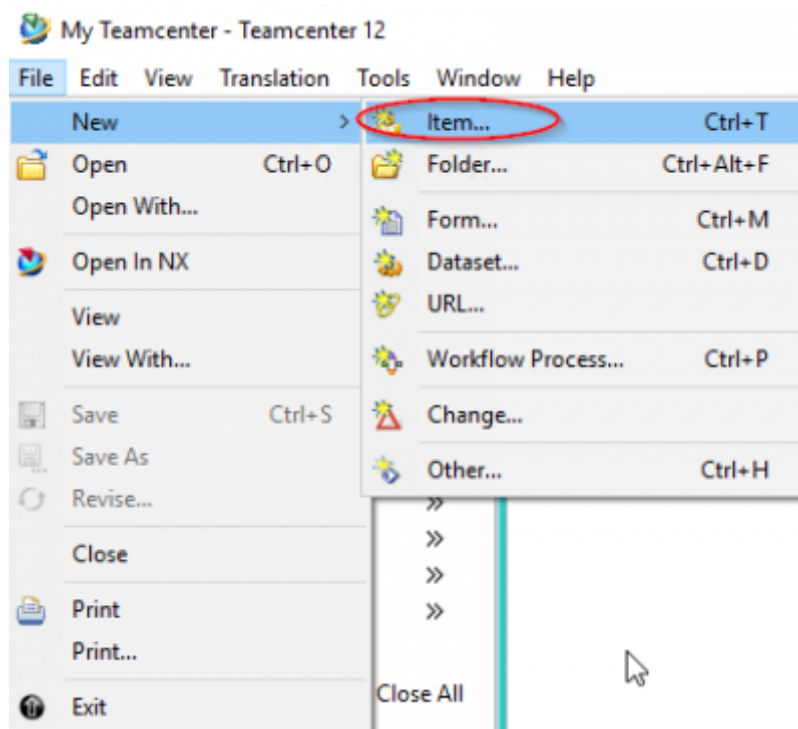 My Teamcenter - Teamcenter 12
File Edit View Translation Tools Window Help
New
Item... Ctrl+T
Open Ctrl+O
Folder... Ctrl+Alt+F
Open With...
Form... Ctrl+M
Open In NX
Dataset... Ctrl+D
URL...
View
View With...
Workflow Process... Ctrl+P
Save Ctrl+S
Change...
Save As
Other... Ctrl+H
Revise...
Close
Print
Print...
Close All
Exit